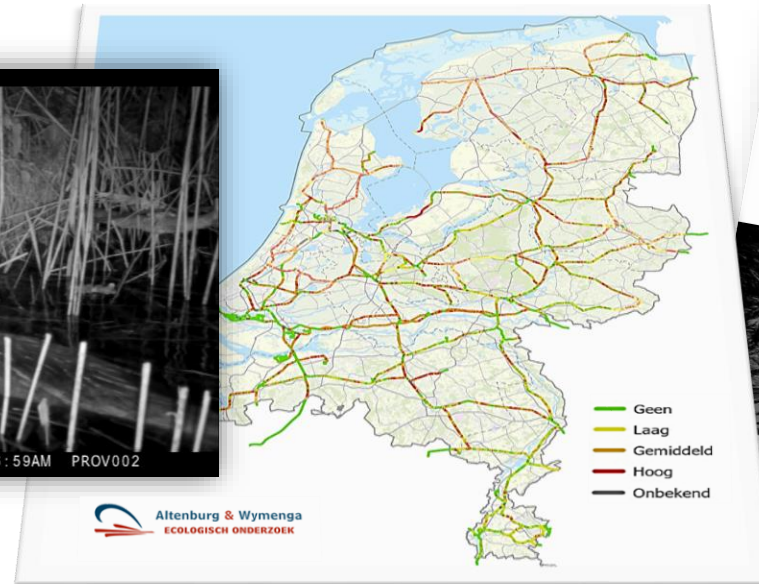 :59AM PROV002
Geen
Laag
Gemiddeld
Hoog
Onbekend
Altenburg & Wymenga
ECOLOGISCH ONDERZOEK